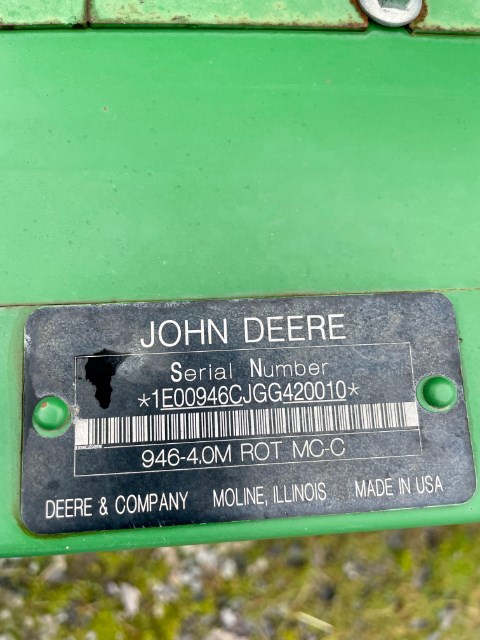 JOHN DEERE
Serial Number
*1E00946CJGG420010*
946-4.0M ROT MC-C
DEERE & COMPANY MOLINE, ILLINOIS MADE IN USA